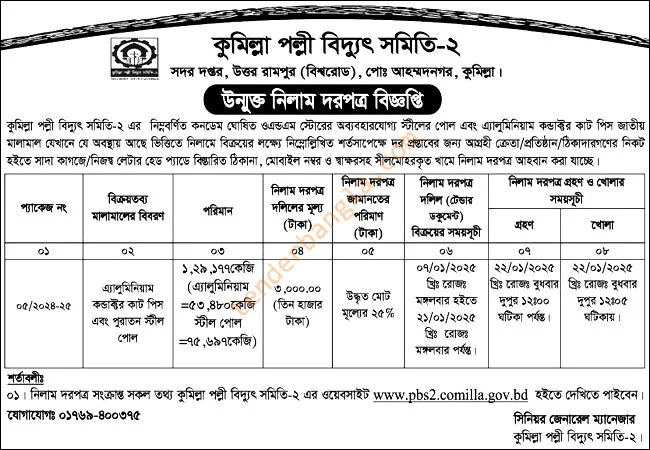 কুমিল্লা পল্লী বিদ্যুৎ সমিতি-২
সদর দপ্তর, উত্তর রামপুর (বিশ্বরোড), পোঃ আহম্মদনগর, কুমিল্লা।
উন্মুক্ত নিলাম দরপত্র বিজ্ঞপ্তি
কুমিল্লা পল্লী বিদ্যুৎ সমিতি-২ এর নিম্নবর্ণিত কনডেম ঘোষিত ওএন্ডএম স্টোরের অব্যবহারযোগ্য স্টীলের পোল এবং এ্যালুমিনিয়াম কন্ডাক্টর কাট পিস জাতীয়
মালামাল যেখানে যে অবস্থায় আছে ভিত্তিতে নিলামে বিক্রয়ের লক্ষ্যে নিম্নোল্লিখিত শর্তসাপেক্ষে দর প্রস্তাবের জন্য আগ্রহী ক্রেতা/প্রতিষ্ঠান/ঠিকাদারগণের নিকট
হইতে সাদা কাগজে/নিজস্ব লেটার হেড প্যাডে বিস্তারিত ঠিকানা, মোবাইল নম্বর ও স্বাক্ষরসহ সীলমোহরকৃত খামে নিলাম দরপত্র আহবান করা যাচ্ছে।
প্যাকেজ নং
বিক্রয়তব্য
মালামালের বিবরণ
পরিমান
নিলাম দরপত্র
দলিলের মূল্য
(টাকা)
নিলাম দরপত্র
জামানতের
পরিমাণ
(টাকা)
নিলাম দরপত্র
দলিল (টেন্ডার
ডকুমেন্ট)
বিক্রয়ের সময়সূচী
নিলাম দরপত্র গ্রহণ ও খোলার
সময়সূচী
গ্রহণ
খোলা
০১
০২
০৩
০৪
০৫
০৬
০৭
০৮
০৫/২০২৪-২৫
এ্যালুমিনিয়াম
কন্ডাক্টর কাট পিস
এবং পুরাতন স্টীল
পোল
১,২৯,১৭৭কেজি
(এ্যালুমিনিয়াম
=৫৩,৪৮০কেজি
স্টীল পোল
=৭৫,৬৯৭কেজি)
৩,০০০.০০
(তিন হাজার
টাকা)
উদ্ধৃত মোট
মূল্যের ২৫%
০৭/০১/২০২৫
খ্রিঃ রোজঃ
মঙ্গলবার হইতে
২১/০১/২০২৫
খ্রিঃ রোজঃ
মঙ্গলবার পর্যন্ত।
২২/০১/২০২৫
খ্রিঃ রোজঃ বুধবার
দুপুর ১২ঃ০০
ঘটিকা পর্যন্ত।
২২/০১/২০২৫
খ্রিঃ রোজঃ বুধবার
দুপুর ১২ঃ০৫
ঘটিকায়।
শর্তাবলীঃ
০১। নিলাম দরপত্র সংক্রান্ত সকল তথ্য কুমিল্লা পল্লী বিদ্যুৎ সমিতি-২ এর ওয়েবসাইট www.pbs2.comilla.gov.bd হইতে দেখিতে পাইবেন।
যোগাযোগঃ ০১৭৬৯-৪০০৩৭৫
সিনিয়র জেনারেল ম্যানেজার
কুমিল্লা পল্লী বিদ্যুৎ সমিতি-২।
tenderbangla.com